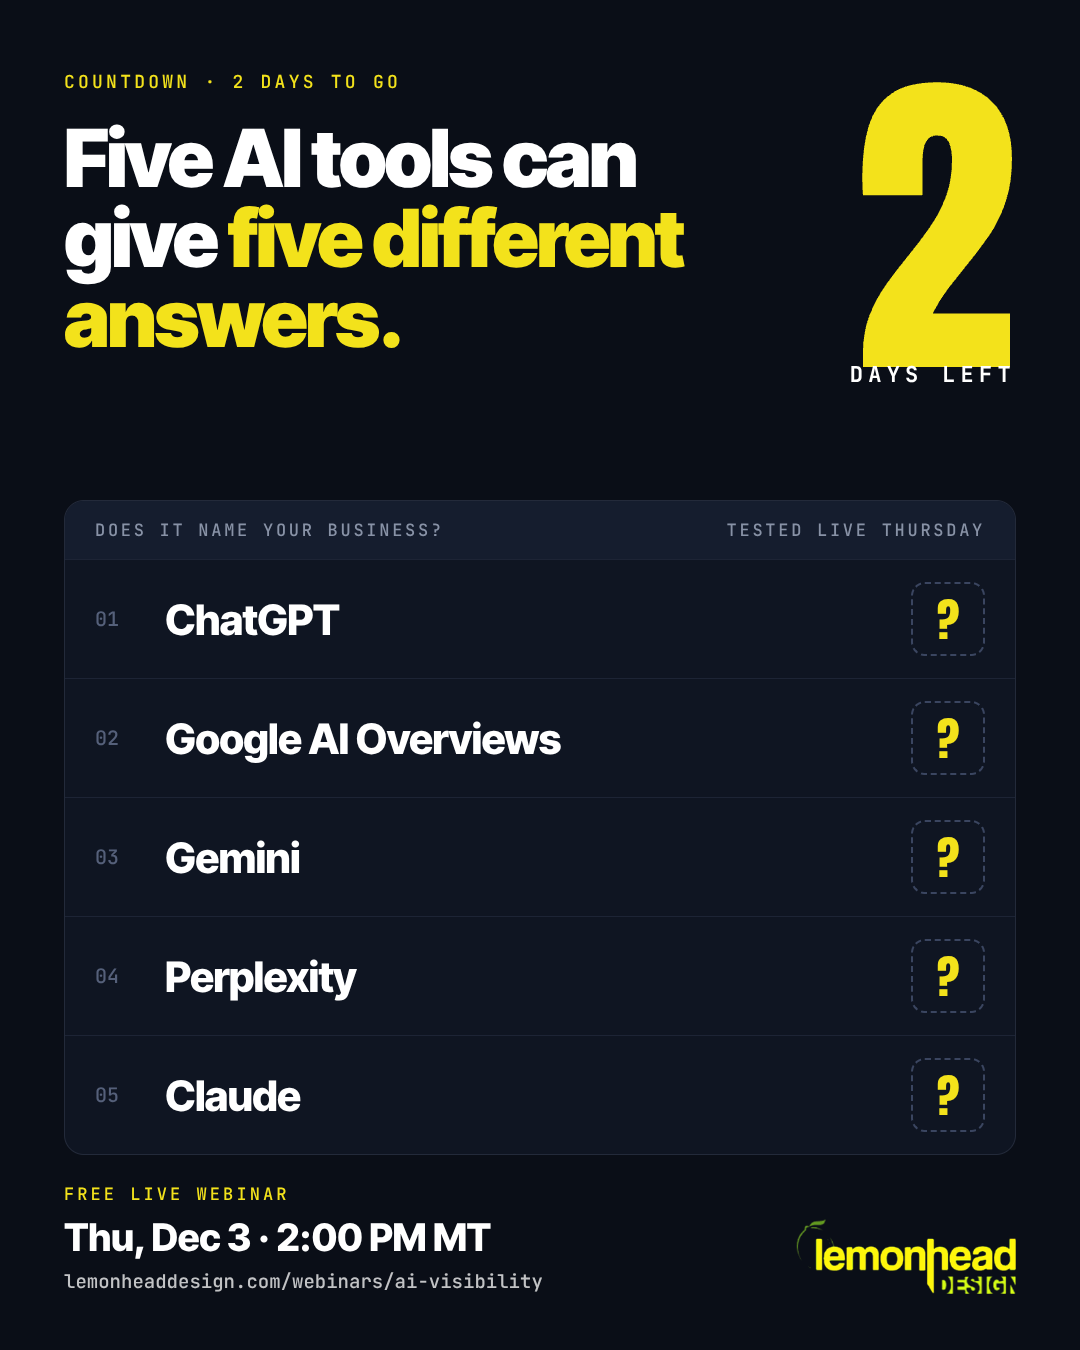 COUNTDOWN · 2 DAYS TO GO
Five AI tools can
give five different
answers.
2
DAYS LEFT
DOES IT NAME YOUR BUSINESS?
TESTED LIVE THURSDAY
01 ChatGPT ?
02 Google AI Overviews ?
03 Gemini ?
04 Perplexity ?
05 Claude ?
FREE LIVE WEBINAR
Thu, Dec 3 · 2:00 PM MT
lemonheaddesign.com/webinars/ai-visibility
lemonhead
DESIGN